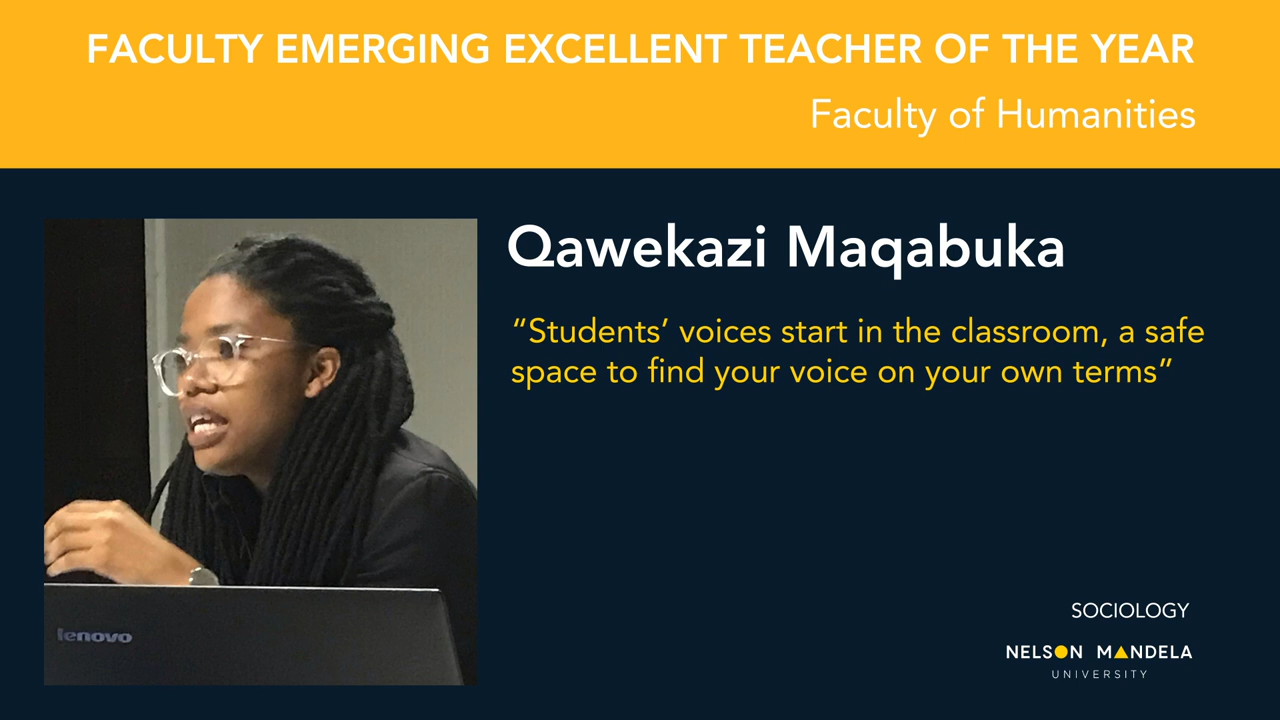 FACULTY EMERGING EXCELLENT TEACHER OF THE YEAR
Faculty of Humanities
Qawekazi Maqabuka
“Students’ voices start in the classroom, a safe
space to find your voice on your own terms”
lenovo
SOCIOLOGY
NELSON MANDELA
UNIVERSITY